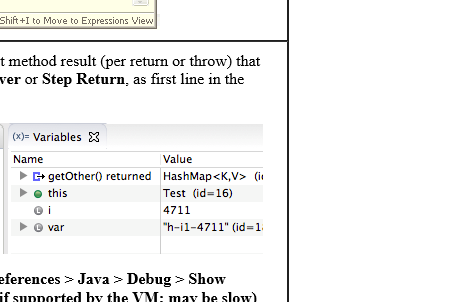 Shift+I to Move to Expressions View
t method result (per return or throw) that
ver or Step Return, as first line in the
(x)= Variables
Name Value
getOther() returned HashMap<K,V> (i
this Test (id=16)
i 4711
var "h-i1-4711" (id=1
eferences > Java > Debug > Show
if supported by the VM; may be slow)